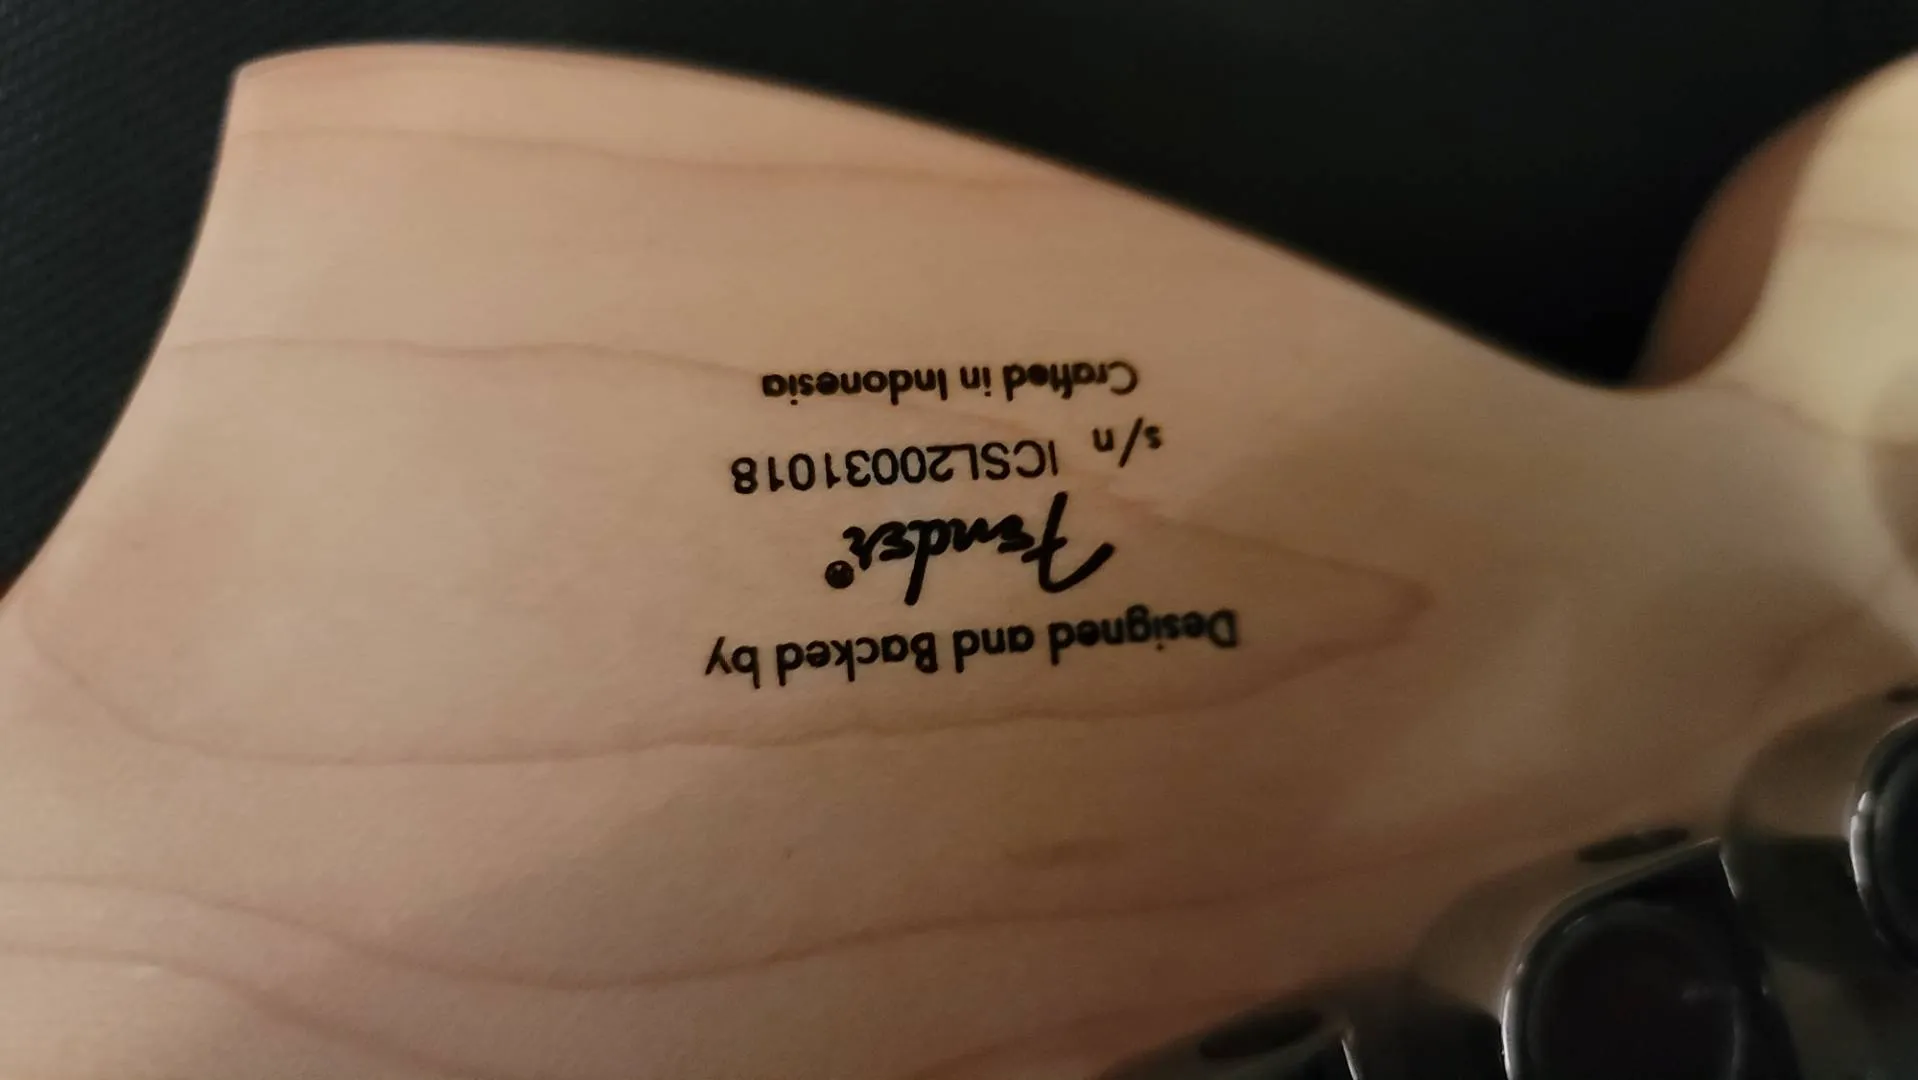 Designed and Backed by
Fender®
s/n ICSL20031018
Crafted in Indonesia